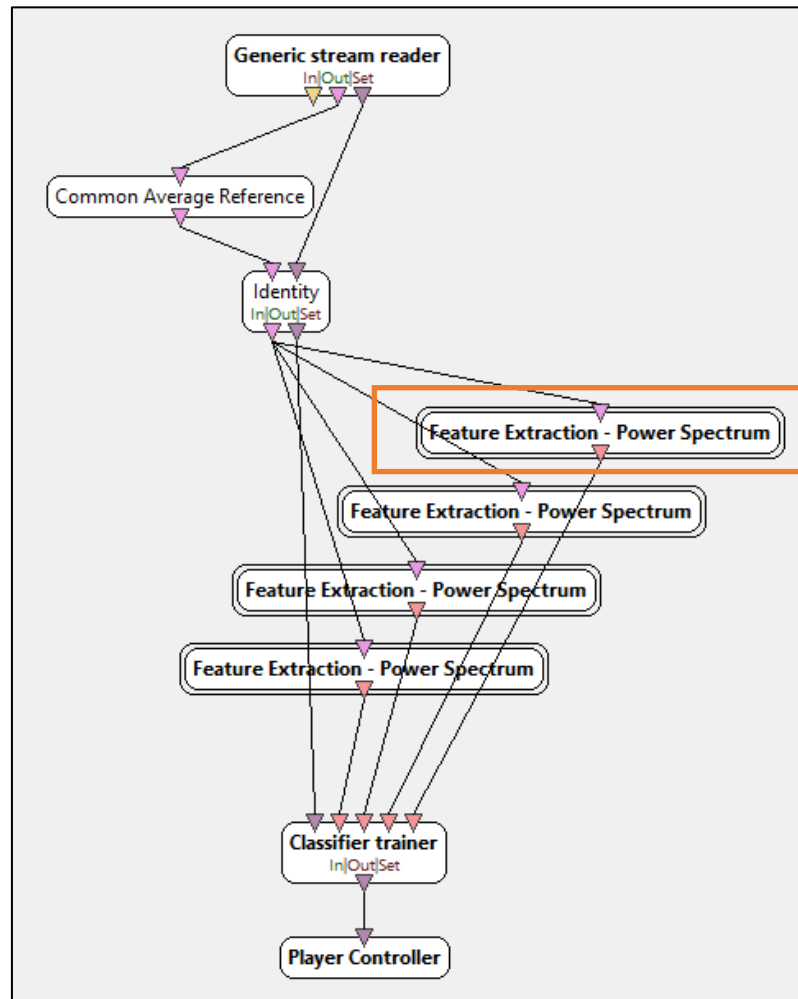 Generic stream reader
In|Out|Set
Common Average Reference
Identity
In|Out|Set
Feature Extraction - Power Spectrum
Feature Extraction - Power Spectrum
Feature Extraction - Power Spectrum
Feature Extraction - Power Spectrum
Classifier trainer
In|Out|Set
Player Controller